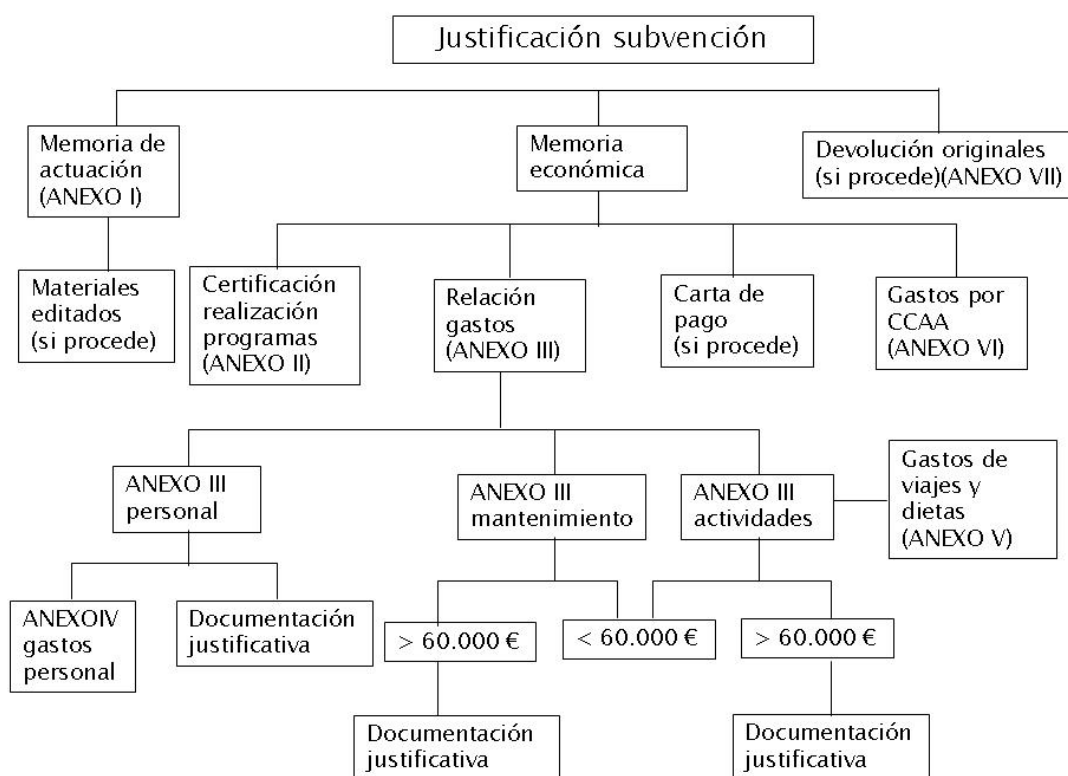 Justificación subvención
Memoria de
actuación
(ANEXO I)
Memoria
económica
Devolución originales
(si procede)(ANEXO VII)
Materiales
editados
(si procede)
Certificación
realización
programas
(ANEXO II)
Relación
gastos
(ANEXO III)
Carta de
pago
(si procede)
Gastos por
CCAA
(ANEXO VI)
ANEXO III
personal
ANEXO III
mantenimiento
ANEXO III
actividades
Gastos de
viajes y
dietas
(ANEXO V)
ANEXOIV
gastos
personal
Documentación
justificativa
> 60.000 €
< 60.000 €
> 60.000 €
Documentación
justificativa
Documentación
justificativa